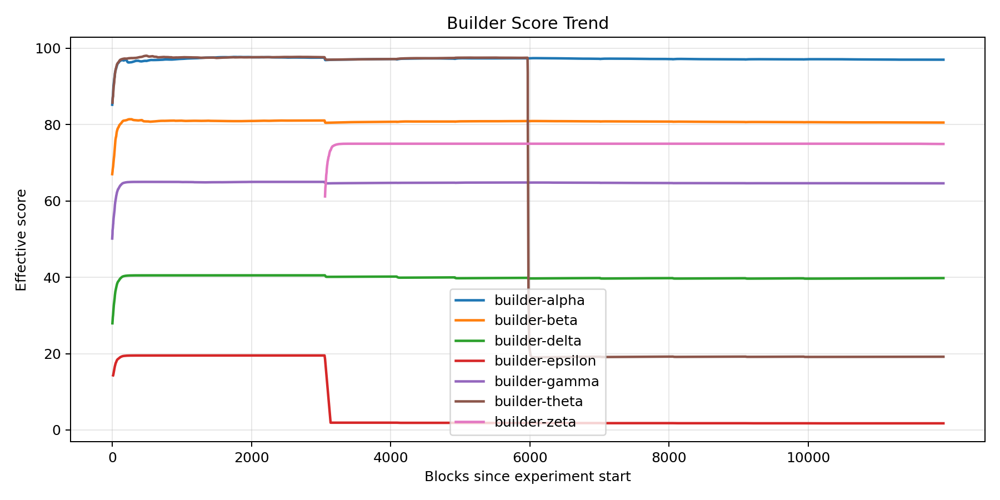 Builder Score Trend
Effective score
100
80
60
40
20
0
builder-alpha
builder-beta
builder-delta
builder-epsilon
builder-gamma
builder-theta
builder-zeta
0 2000 4000 6000 8000 10000
Blocks since experiment start